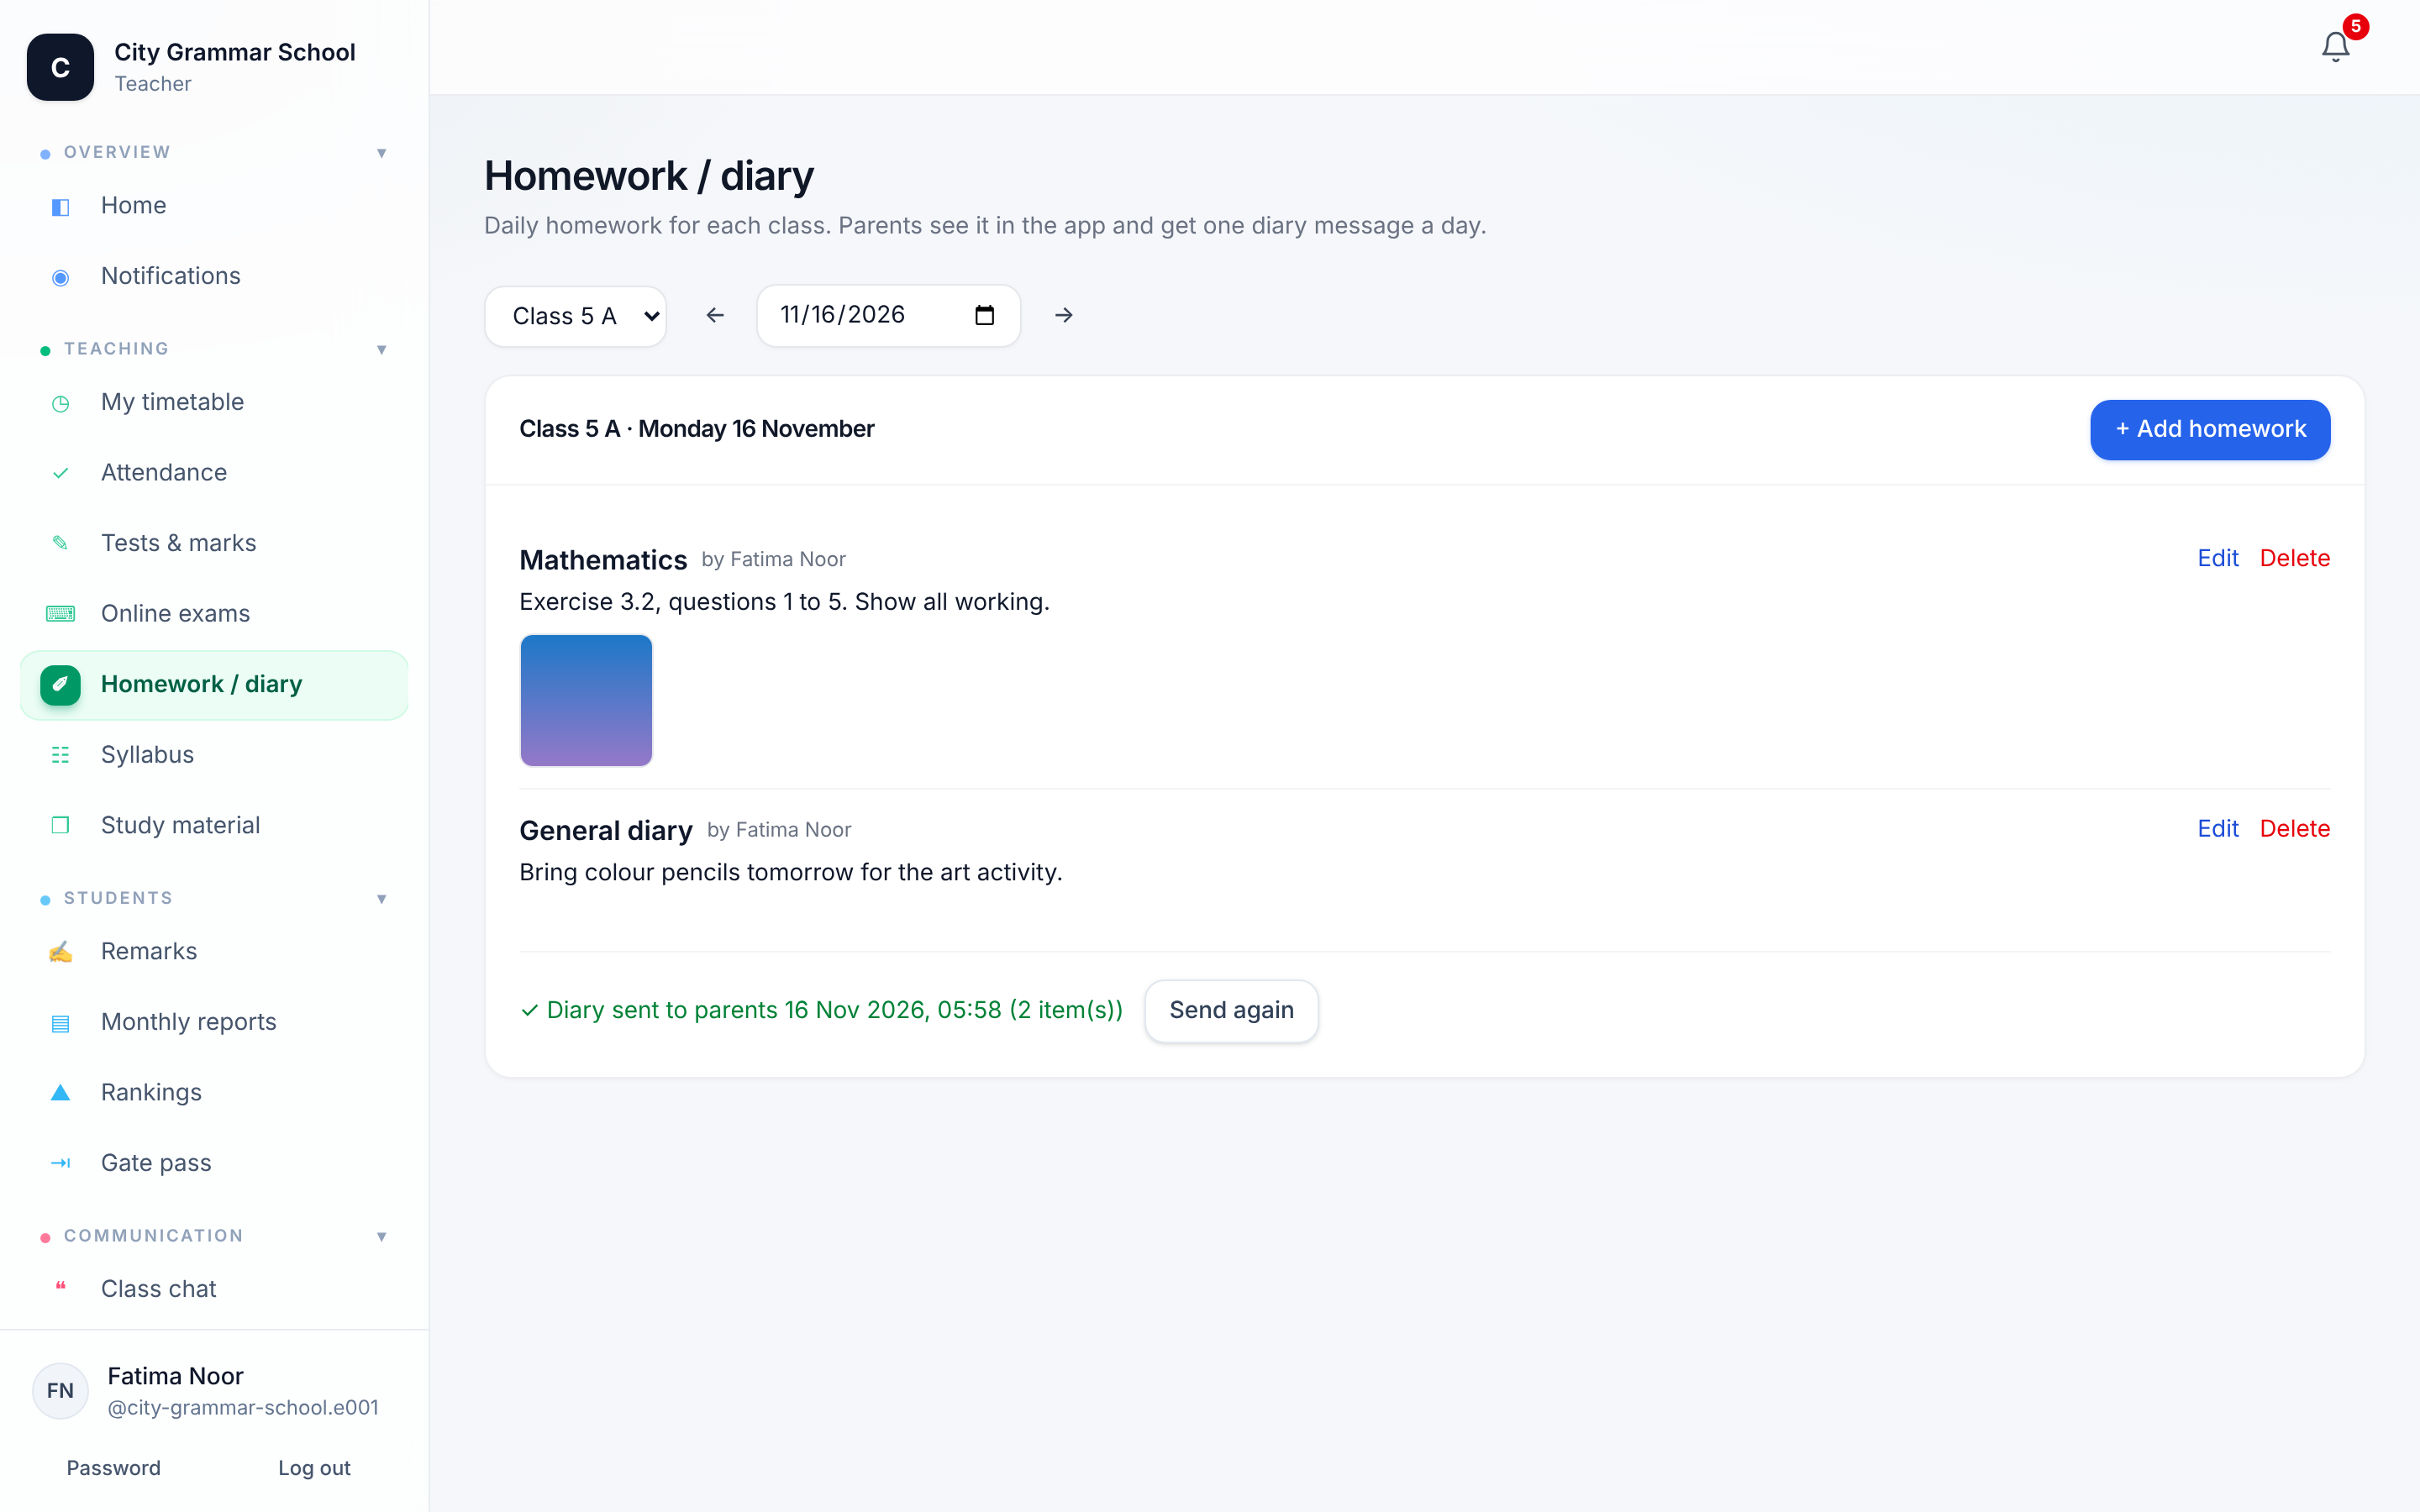 C
City Grammar School
Teacher
OVERVIEW
Home
Notifications
TEACHING
My timetable
Attendance
Tests & marks
Online exams
Homework / diary
Syllabus
Study material
STUDENTS
Remarks
Monthly reports
Rankings
Gate pass
COMMUNICATION
Class chat
FN
Fatima Noor
@city-grammar-school.e001
Password Log out
5
Homework / diary
Daily homework for each class. Parents see it in the app and get one diary message a day.
Class 5 A ← 11/16/2026 →
Class 5 A · Monday 16 November + Add homework
Mathematics by Fatima Noor Edit Delete
Exercise 3.2, questions 1 to 5. Show all working.
General diary by Fatima Noor Edit Delete
Bring colour pencils tomorrow for the art activity.
✓ Diary sent to parents 16 Nov 2026, 05:58 (2 item(s)) Send again